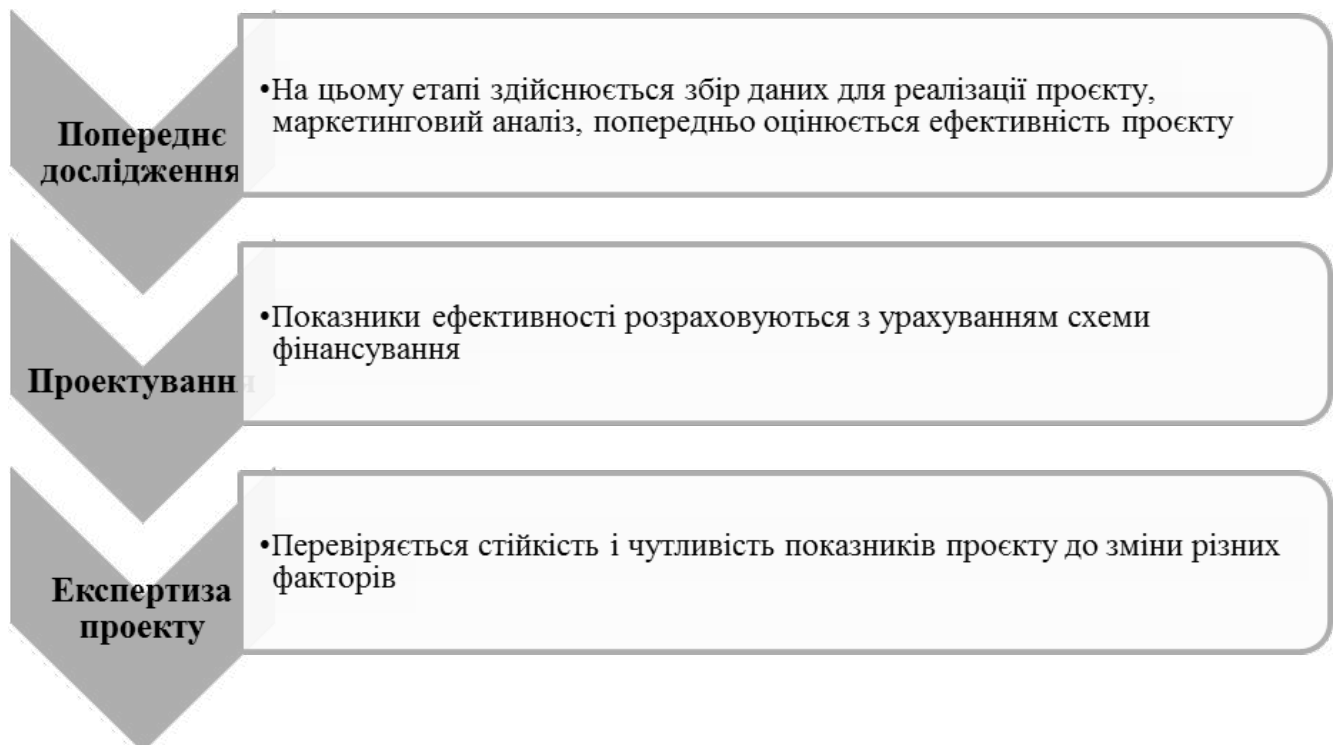 Попереднє
дослідження
•На цьому етапі здійснюється збір даних для реалізації проєкту,
маркетинговий аналіз, попередньо оцінюється ефективність проєкту
Проектування
•Показники ефективності розраховуються з урахуванням схеми
фінансування
Експертиза
проекту
•Перевіряється стійкість і чутливість показників проєкту до зміни різних
факторів